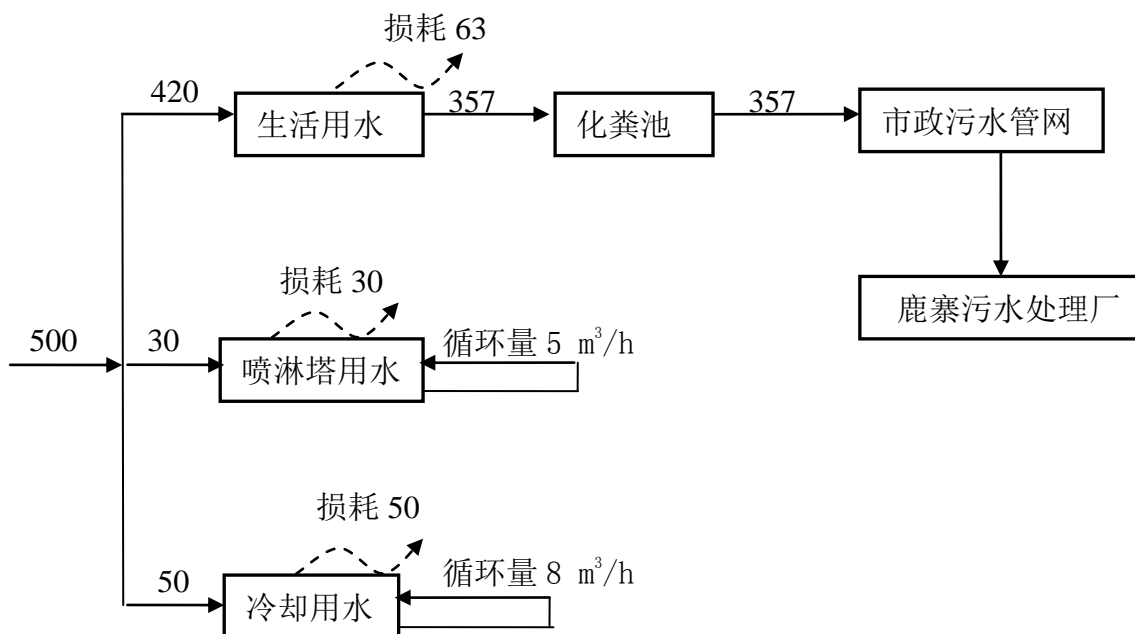 损耗 63
420
生活用水
357
化粪池
357
市政污水管网
鹿寨污水处理厂
损耗 30
500
30
喷淋塔用水
循环量 5 m³/h
损耗 50
50
冷却用水
循环量 8 m³/h